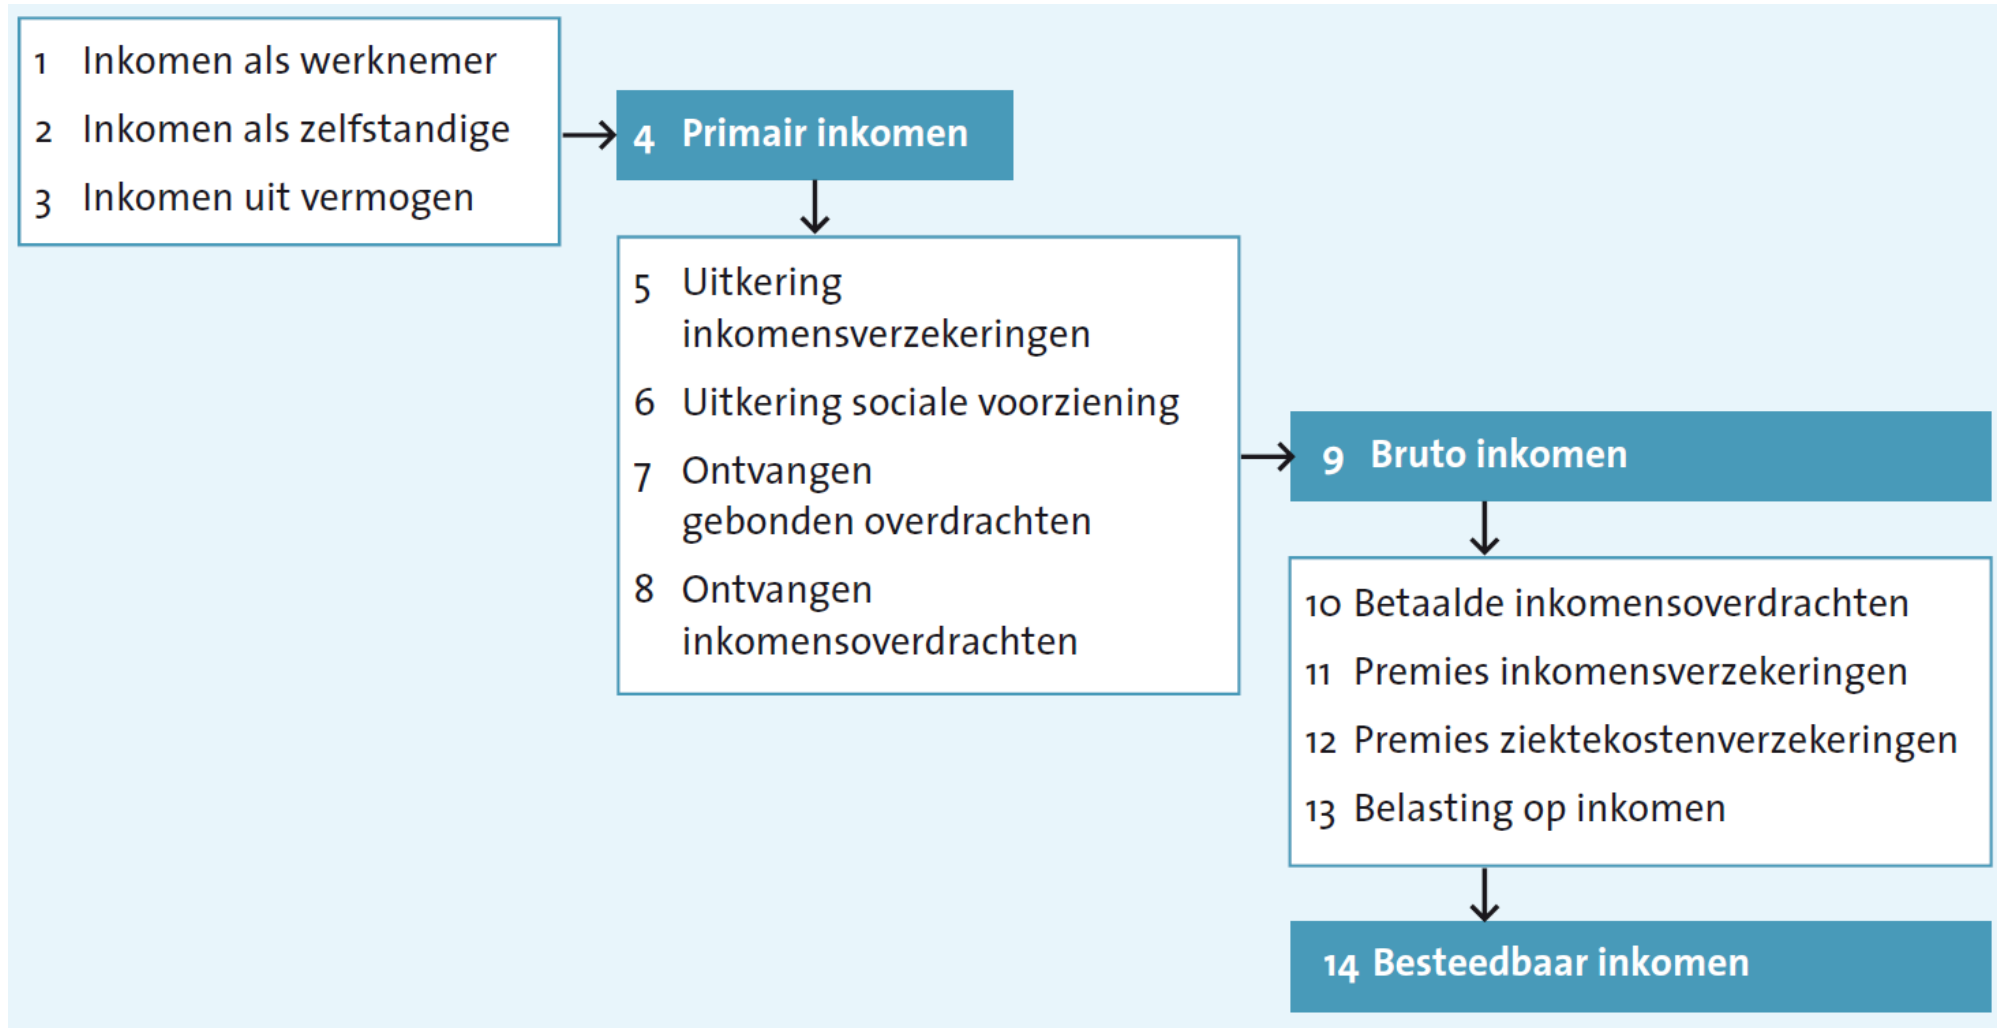 1 Inkomen als werknemer
2 Inkomen als zelfstandige
3 Inkomen uit vermogen
4 Primair inkomen
5 Uitkering
inkomensverzekeringen
6 Uitkering sociale voorziening
7 Ontvangen
gebonden overdrachten
8 Ontvangen
inkomensoverdrachten
9 Bruto inkomen
10 Betaalde inkomensoverdrachten
11 Premies inkomensverzekeringen
12 Premies ziektekostenverzekeringen
13 Belasting op inkomen
14 Besteedbaar inkomen